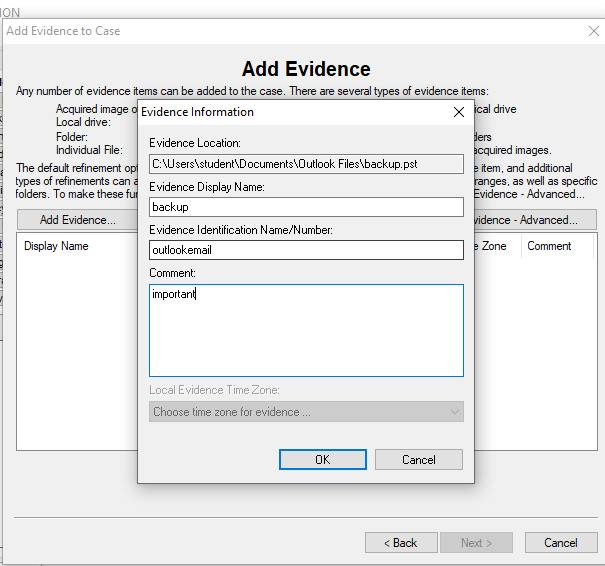 ION
Add Evidence to Case
Add Evidence
Any number of evidence items can be added to the case. There are several types of evidence items:
Acquired image o
cal drive
Local drive:
Folder:
ders
Individual File:
acquired images.
The default refinement opt
e item, and additional
types of refinements can a
ranges, as well as specific
folders. To make these fur
Evidence - Advanced...
Add Evidence...
vidence - Advanced...
Display Name
e Zone
Comment
Evidence Information
Evidence Location:
C:\Users\student\Documents\Outlook Files\backup.pst
Evidence Display Name:
backup
Evidence Identification Name/Number:
outlookemail
Comment:
important
Local Evidence Time Zone:
Choose time zone for evidence ...
OK
Cancel
< Back
Next >
Cancel